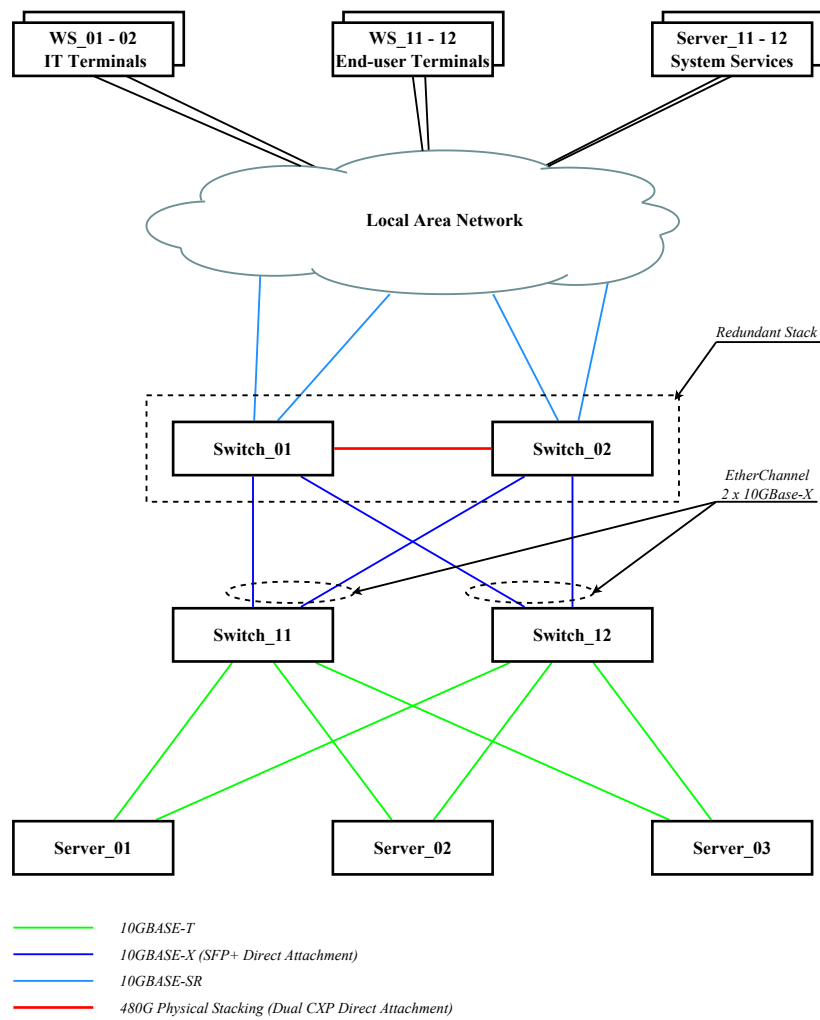 WS_01 - 02
IT Terminals
WS_11 - 12
End-user Terminals
Server_11 - 12
System Services
Local Area Network
Redundant Stack
Switch_01
Switch_02
EtherChannel
2 x 10GBase-X
Switch_11
Switch_12
Server_01
Server_02
Server_03
10GBASE-T
10GBASE-X (SFP+ Direct Attachment)
10GBASE-SR
480G Physical Stacking (Dual CXP Direct Attachment)